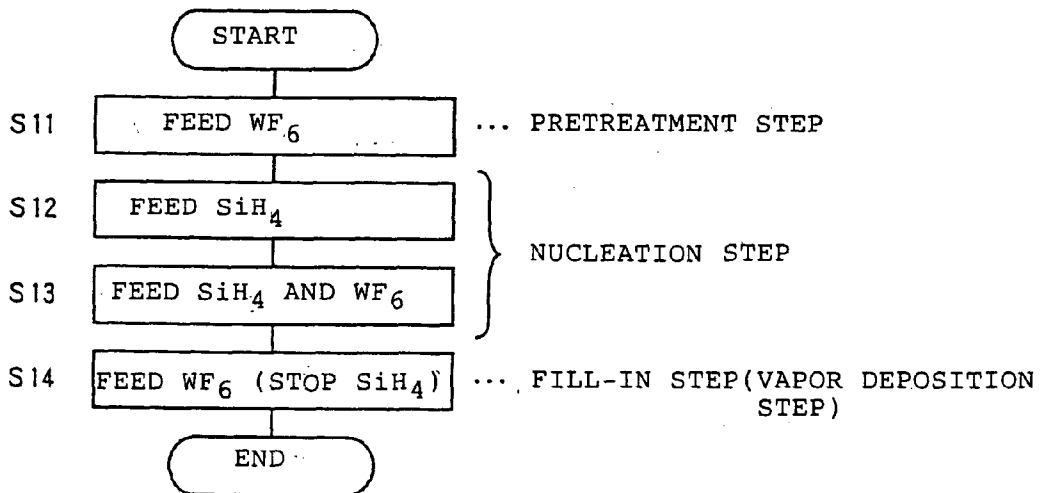 START
S11 FEED WF6 ... PRETREATMENT STEP
S12 FEED SiH4
NUCLEATION STEP
S13 FEED SiH4 AND WF6
S14 FEED WF6 (STOP SiH4) ... FILL-IN STEP(VAPOR DEPOSITION
STEP)
END